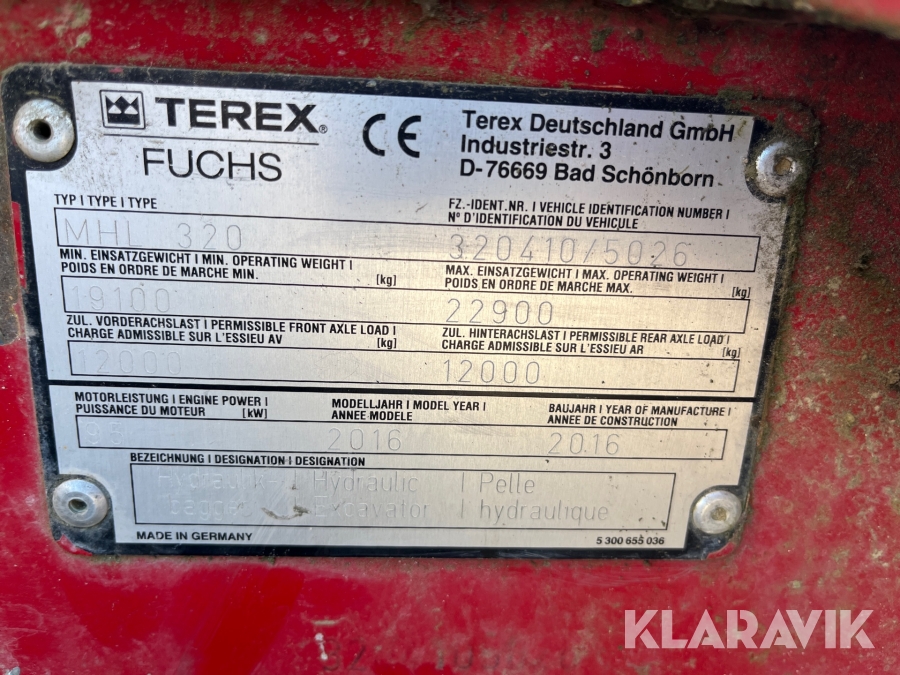 TEREX®
FUCHS
CE
Terex Deutschland GmbH
Industriestr. 3
D-76669 Bad Schönborn
TYP I TYPE I TYPE
MHL 320
FZ.-IDENT.NR. I VEHICLE IDENTIFICATION NUMBER I
N° D'IDENTIFICATION DU VEHICULE
320410/5026
MIN. EINSATZGEWICHT I MIN. OPERATING WEIGHT I
POIDS EN ORDRE DE MARCHE MIN. [kg]
19100
MAX. EINSATZGEWICHT I MAX. OPERATING WEIGHT I
POIDS EN ORDRE DE MARCHE MAX. [kg]
22900
ZUL. VORDERACHSLAST I PERMISSIBLE FRONT AXLE LOAD I
CHARGE ADMISSIBLE SUR L'ESSIEU AV [kg]
12000
ZUL. HINTERACHSLAST I PERMISSIBLE REAR AXLE LOAD I
CHARGE ADMISSIBLE SUR L'ESSIEU AR [kg]
12000
MOTORLEISTUNG I ENGINE POWER I
PUISSANCE DU MOTEUR [kW]
MODELLJAHR I MODEL YEAR I
ANNEE MODELE
2016
BAUJAHR I YEAR OF MANUFACTURE I
ANNEE DE CONSTRUCTION
2016
BEZEICHNUNG I DESIGNATION I DESIGNATION
Hydraulik- I Hydraulic I Pelle
bagger I Excavator I hydraulique
MADE IN GERMANY
5 300 655 036
KLARAVIK